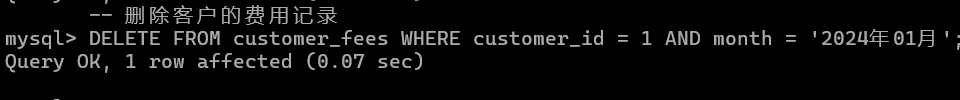 -- 删除客户的费用记录
mysql> DELETE FROM customer_fees WHERE customer_id = 1 AND month = '2024年01月';
Query OK, 1 row affected (0.07 sec)